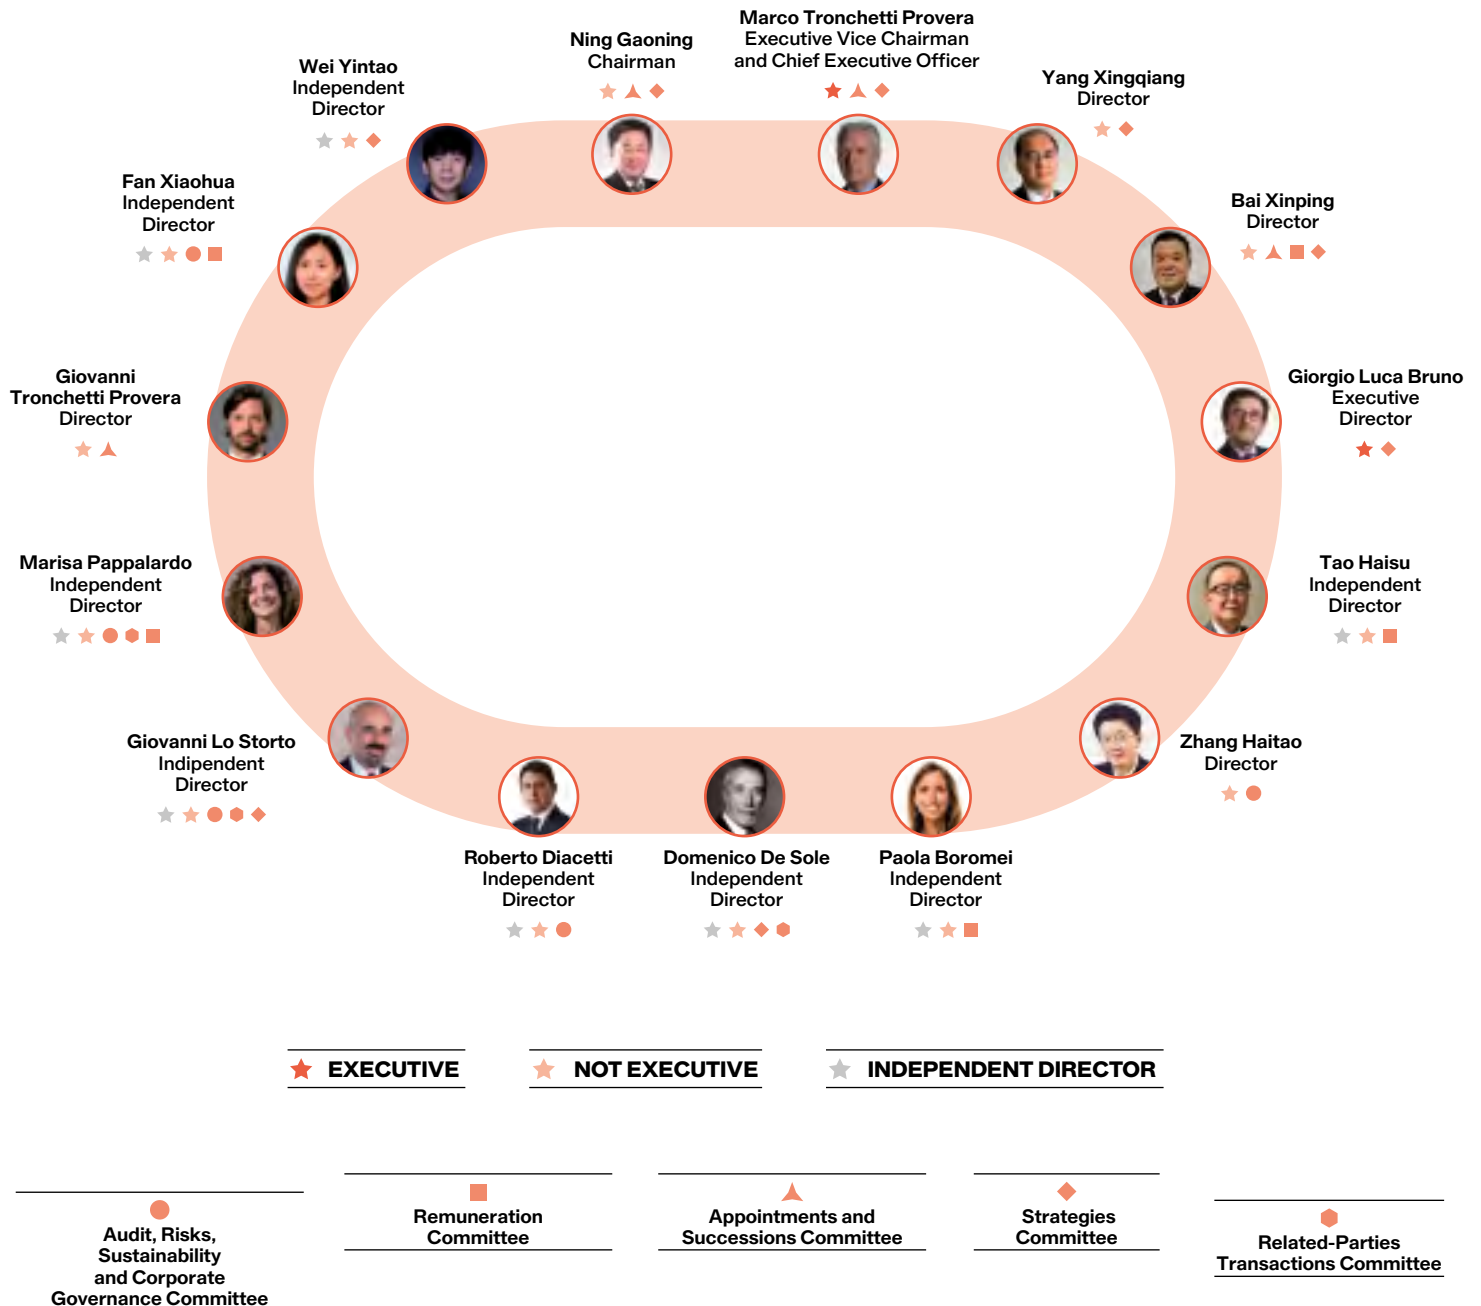 Marco Tronchetti Provera
Executive Vice Chairman
and Chief Executive Officer
Ning Gaoning
Chairman
Wei Yintao
Independent
Director
Yang Xingqiang
Director
Fan Xiaohua
Independent
Director
Bai Xinping
Director
Giovanni
Tronchetti Provera
Director
Giorgio Luca Bruno
Executive
Director
Marisa Pappalardo
Independent
Director
Tao Haisu
Independent
Director
Giovanni Lo Storto
Indipendent
Director
Zhang Haitao
Director
Roberto Diacetti
Independent
Director
Domenico De Sole
Independent
Director
Paola Boromei
Independent
Director
EXECUTIVE
NOT EXECUTIVE
INDEPENDENT DIRECTOR
Audit, Risks,
Sustainability
and Corporate
Governance Committee
Remuneration
Committee
Appointments and
Successions Committee
Strategies
Committee
Related-Parties
Transactions Committee